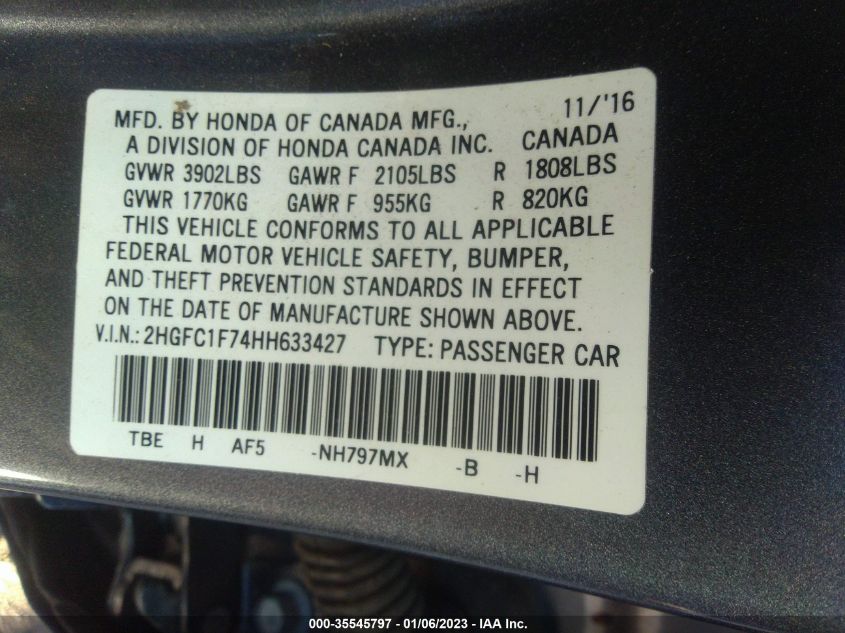 11/'16
MFD. BY HONDA OF CANADA MFG.,
A DIVISION OF HONDA CANADA INC. CANADA
GVWR 3902LBS GAWR F 2105LBS R 1808LBS
GVWR 1770KG GAWR F 955KG R 820KG
THIS VEHICLE CONFORMS TO ALL APPLICABLE
FEDERAL MOTOR VEHICLE SAFETY, BUMPER,
AND THEFT PREVENTION STANDARDS IN EFFECT
ON THE DATE OF MANUFACTURE SHOWN ABOVE.
V.I.N.: 2HGFC1F74HH633427 TYPE: PASSENGER CAR
TBE H AF5 -NH797MX -B -H
000-35545797 - 01/06/2023 - IAA Inc.